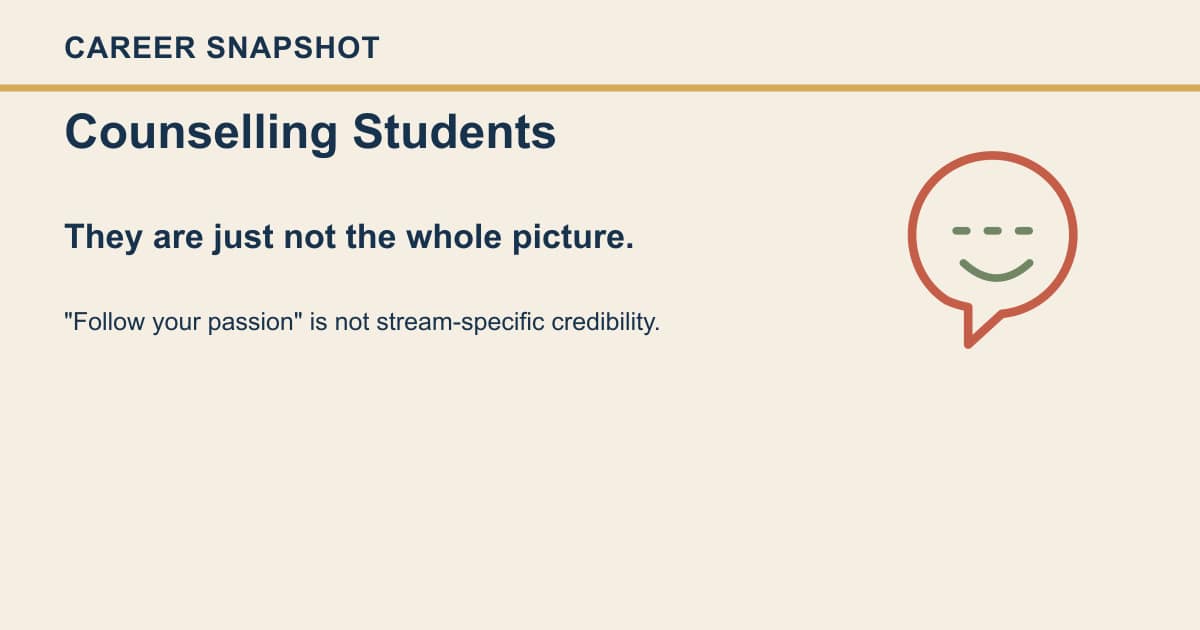 CAREER SNAPSHOT
Counselling Students
They are just not the whole picture.
"Follow your passion" is not stream-specific credibility.